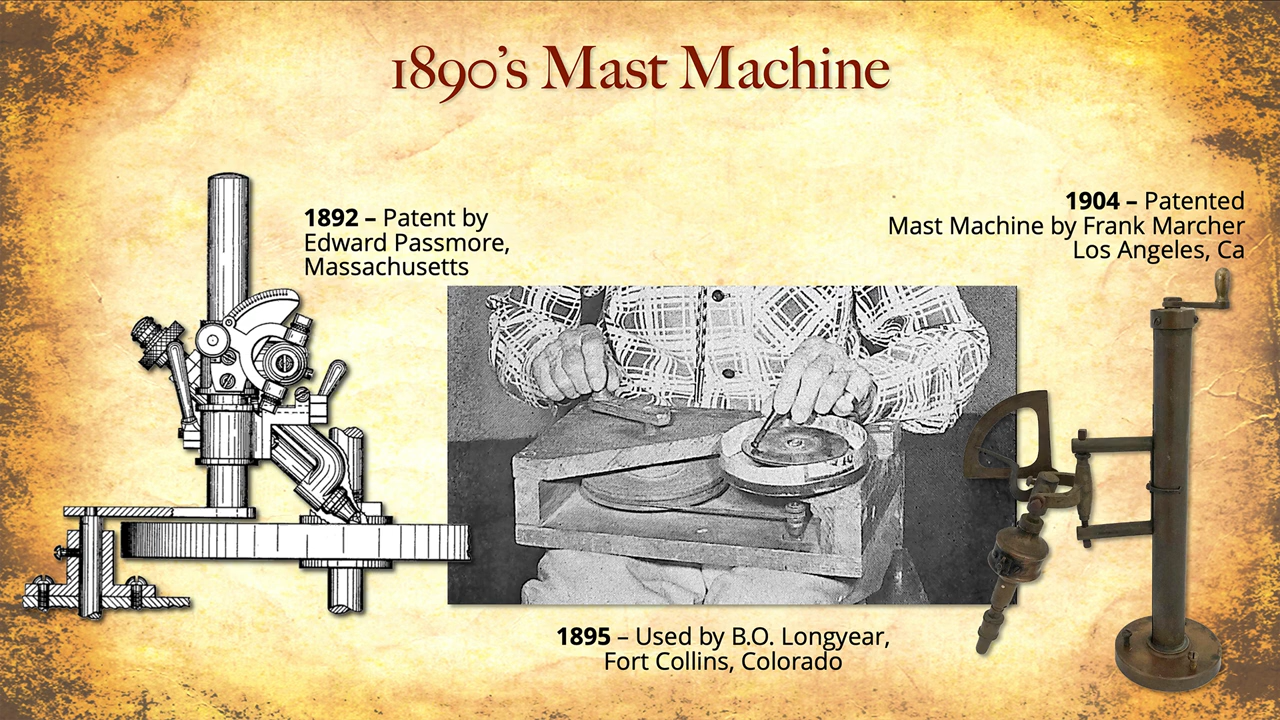 1890's Mast Machine
1892 – Patent by
Edward Passmore,
Massachusetts
1904 – Patented
Mast Machine by Frank Marcher
Los Angeles, Ca
1895 – Used by B.O. Longyear,
Fort Collins, Colorado